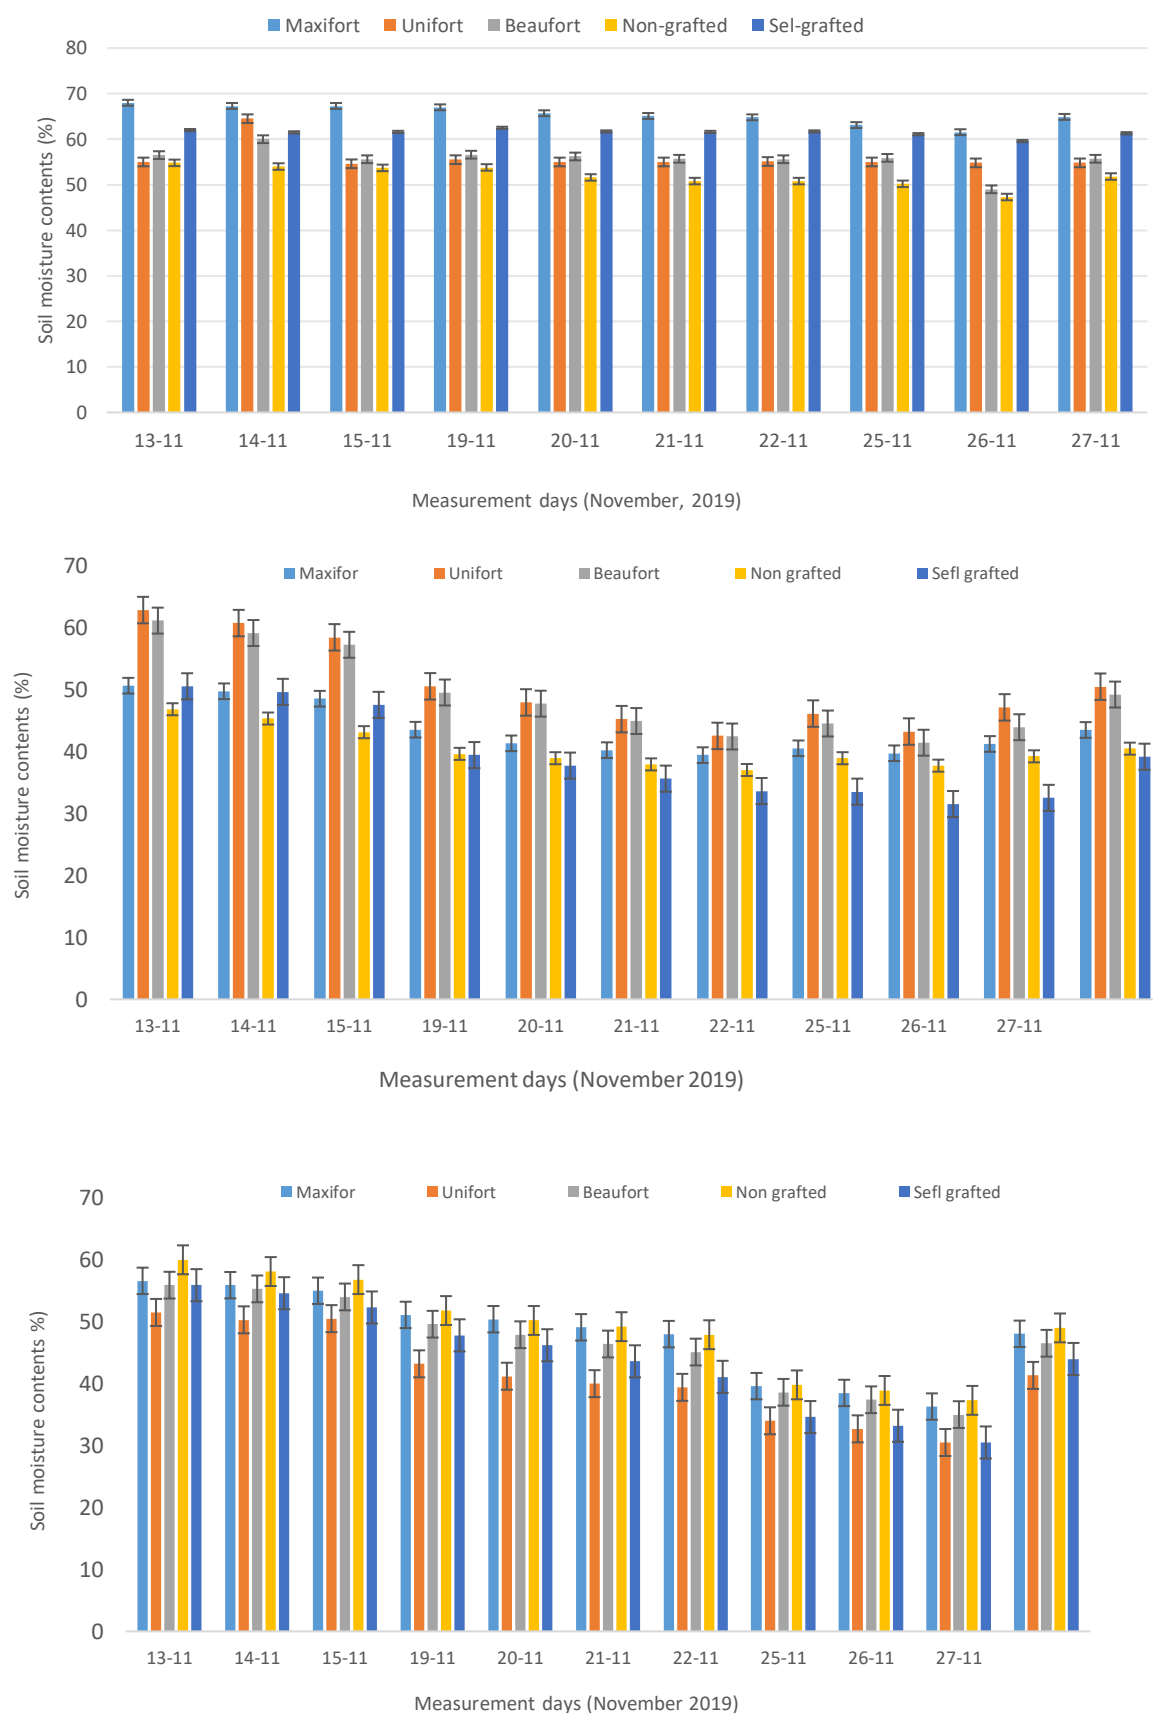 Maxifort Unifort Beaufort Non-grafted Sel-grafted
80
70
60
50
40
30
20
10
0
Soil moisture contents (%)
13-11 14-11 15-11 19-11 20-11 21-11 22-11 25-11 26-11 27-11
Measurement days (November, 2019)
70
Maxifor Unifort Beaufort Non grafted Sefl grafted
60
50
40
30
20
10
0
Soil moisture contents (%)
13-11 14-11 15-11 19-11 20-11 21-11 22-11 25-11 26-11 27-11
Measurement days (November 2019)
70
Maxifor Unifort Beaufort Non grafted Sefl grafted
60
50
40
30
20
10
0
Soil moisture contents %)
13-11 14-11 15-11 19-11 20-11 21-11 22-11 25-11 26-11 27-11
Measurement days (November 2019)